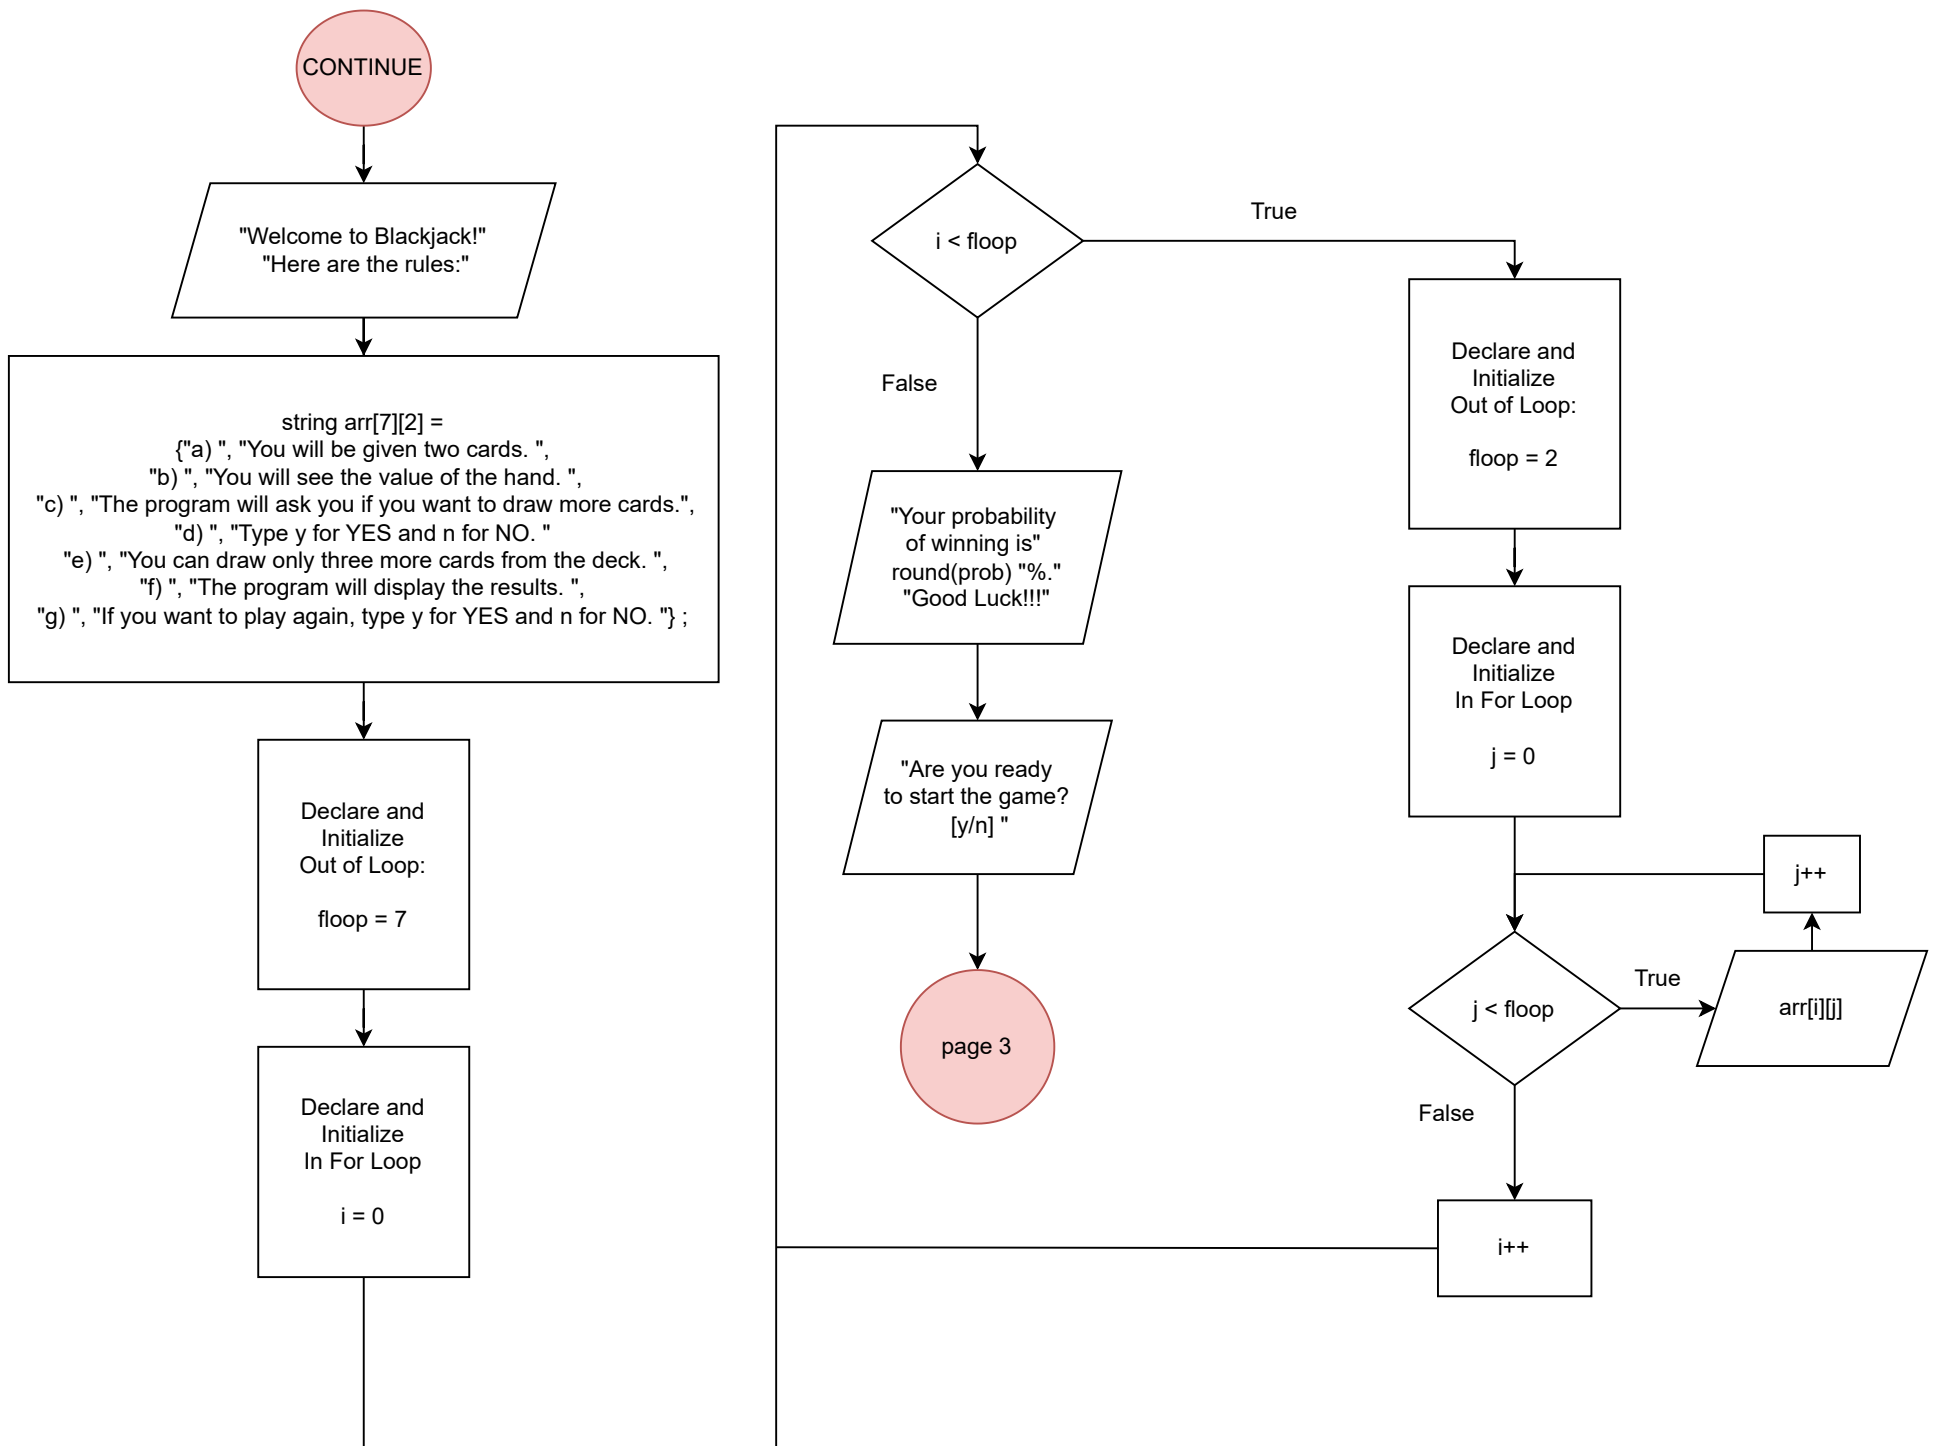 CONTINUE
"Welcome to Blackjack!"
"Here are the rules:"
string arr[7][2] =
{"a) ", "You will be given two cards. ",
"b) ", "You will see the value of the hand. ",
"c) ", "The program will ask you if you want to draw more cards.",
"d) ", "Type y for YES and n for NO. "
"e) ", "You can draw only three more cards from the deck. ",
"f) ", "The program will display the results. ",
"g) ", "If you want to play again, type y for YES and n for NO. "} ;
Declare and
Initialize
Out of Loop:
floop = 7
Declare and
Initialize
In For Loop
i = 0
i < floop
True
False
"Your probability
of winning is"
round(prob) "%."
"Good Luck!!!"
"Are you ready
to start the game?
[y/n] "
page 3
Declare and
Initialize
Out of Loop:
floop = 2
Declare and
Initialize
In For Loop
j = 0
j++
j < floop
True
arr[i][j]
False
i++